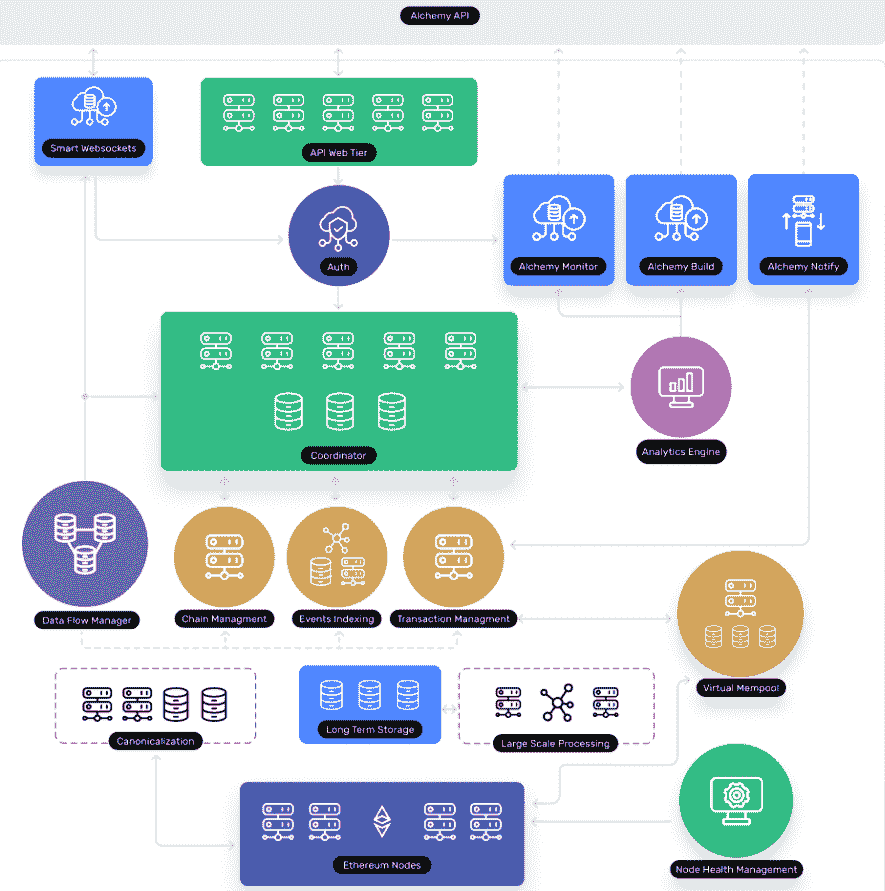 Alchemy API
Smart Websockets
API Web Tier
Auth
Alchemy Monitor
Alchemy Build
Alchemy Notify
Coordinator
Analytics Engine
Data Flow Manager
Chain Managment
Events Indexing
Transaction Managment
Virtual Mempool
Canonicalization
Long Term Storage
Large Scale Processing
Ethereum Nodes
Node Health Management